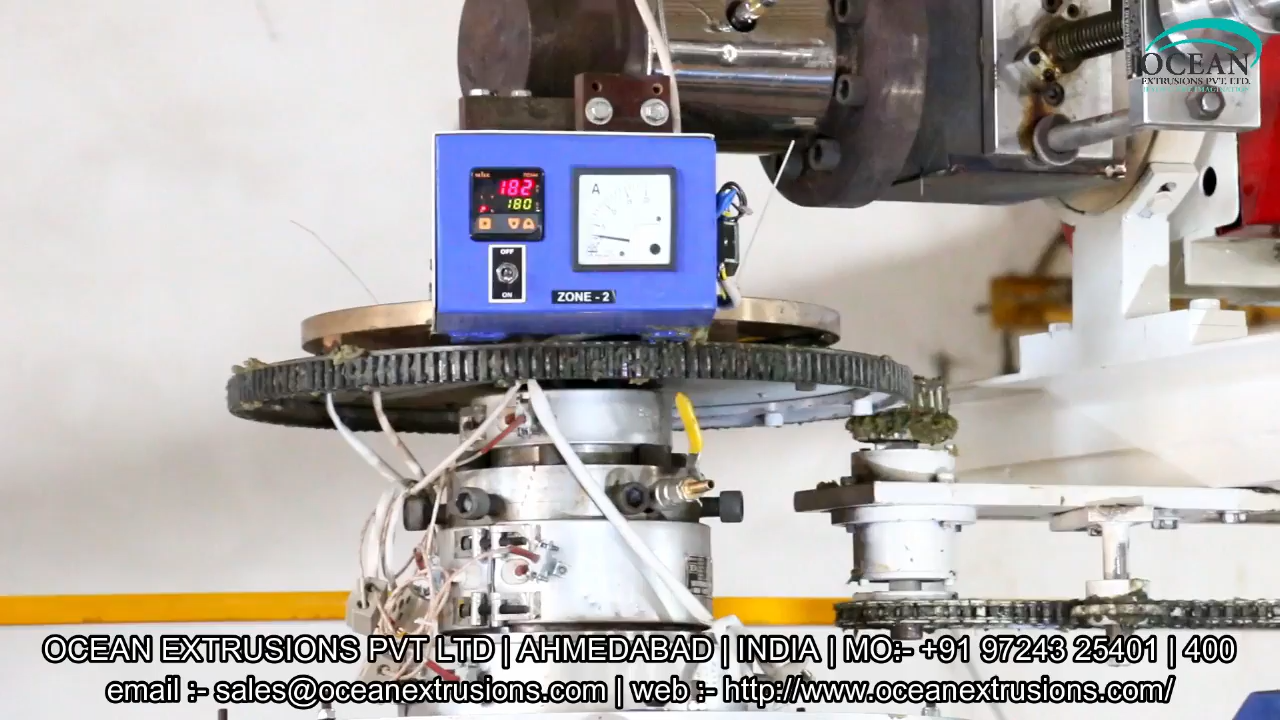 OCEAN
EXTRUSIONS PVT. LTD.
182
180
A
OFF
ON
ZONE - 2
OCEAN EXTRUSIONS PVT LTD | AHMEDABAD | INDIA | MO:- +91 97243 25401 | 400
email :- sales@oceanextrusions.com | web :- http://www.oceanextrusions.com/